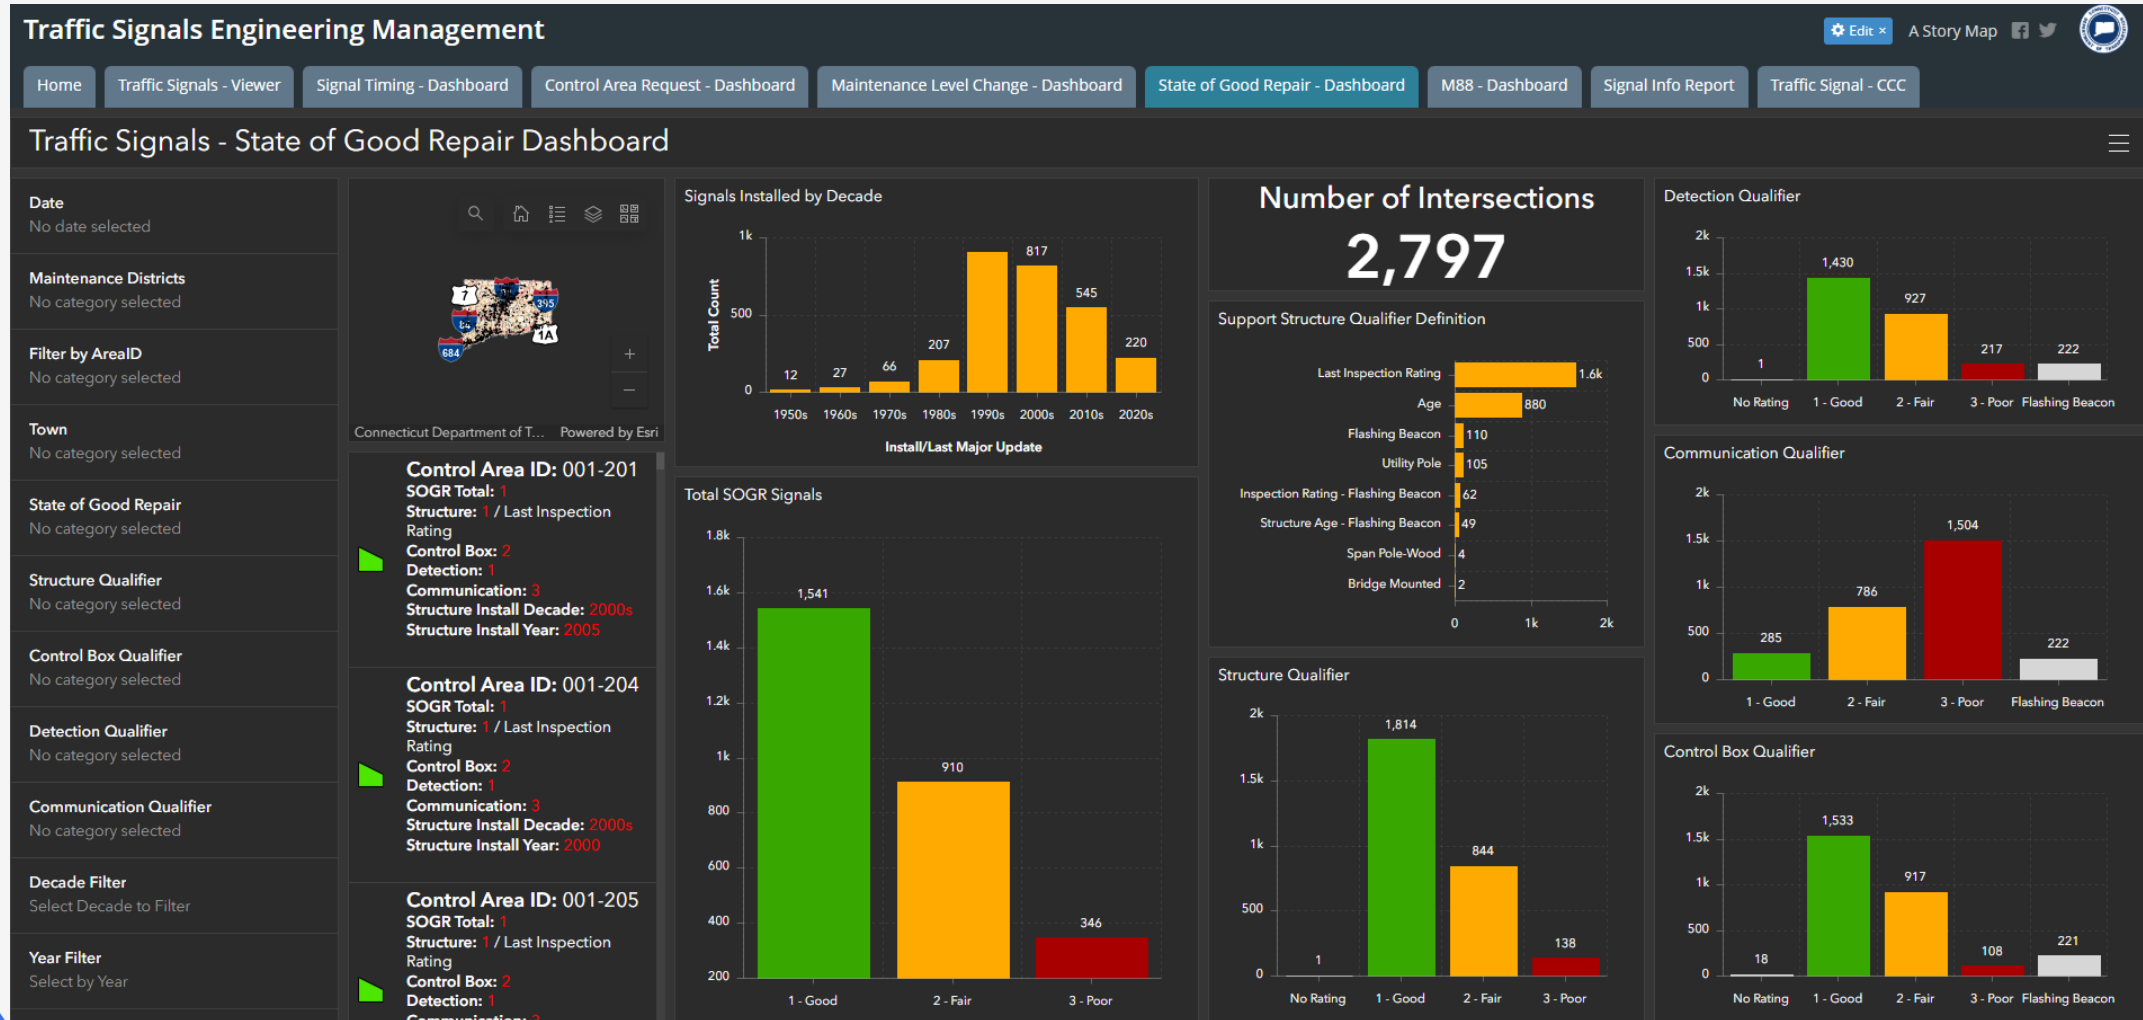 Traffic Signals Engineering Management
Edit ×
A Story Map
Home
Traffic Signals - Viewer
Signal Timing - Dashboard
Control Area Request - Dashboard
Maintenance Level Change - Dashboard
State of Good Repair - Dashboard
M88 - Dashboard
Signal Info Report
Traffic Signal - CCC
Traffic Signals - State of Good Repair Dashboard
Date
No date selected
Maintenance Districts
No category selected
Filter by AreaID
No category selected
Town
No category selected
State of Good Repair
No category selected
Structure Qualifier
No category selected
Control Box Qualifier
No category selected
Detection Qualifier
No category selected
Communication Qualifier
No category selected
Decade Filter
Select Decade to Filter
Year Filter
Select by Year
7
395
84
1A
684
+
−
Connecticut Department of T... Powered by Esri
Control Area ID: 001-201
SOGR Total: 1
Structure: 1 / Last Inspection
Rating
Control Box: 2
Detection: 1
Communication: 3
Structure Install Decade: 2000s
Structure Install Year: 2005
Control Area ID: 001-204
SOGR Total: 1
Structure: 1 / Last Inspection
Rating
Control Box: 2
Detection: 1
Communication: 3
Structure Install Decade: 2000s
Structure Install Year: 2000
Control Area ID: 001-205
SOGR Total: 1
Structure: 1 / Last Inspection
Rating
Control Box: 2
Detection: 1
Signals Installed by Decade
1k
500
0
Total Count
12
27
66
207
817
545
220
1950s 1960s 1970s 1980s 1990s 2000s 2010s 2020s
Install/Last Major Update
Total SOGR Signals
1.8k
1.6k
1.4k
1.2k
1k
800
600
400
200
1,541
910
346
1 - Good 2 - Fair 3 - Poor
Number of Intersections
2,797
Support Structure Qualifier Definition
Last Inspection Rating 1.6k
Age 880
Flashing Beacon 110
Utility Pole 105
Inspection Rating - Flashing Beacon 62
Structure Age - Flashing Beacon 49
Span Pole-Wood 4
Bridge Mounted 2
0 1k 2k
Structure Qualifier
2k
1.5k
1k
500
0
1
1,814
844
138
No Rating 1 - Good 2 - Fair 3 - Poor
Detection Qualifier
2k
1.5k
1k
500
0
1
1,430
927
217
222
No Rating 1 - Good 2 - Fair 3 - Poor Flashing Beacon
Communication Qualifier
2k
1.5k
1k
500
0
285
786
1,504
222
1 - Good 2 - Fair 3 - Poor Flashing Beacon
Control Box Qualifier
2k
1.5k
1k
500
0
18
1,533
917
108
221
No Rating 1 - Good 2 - Fair 3 - Poor Flashing Beacon